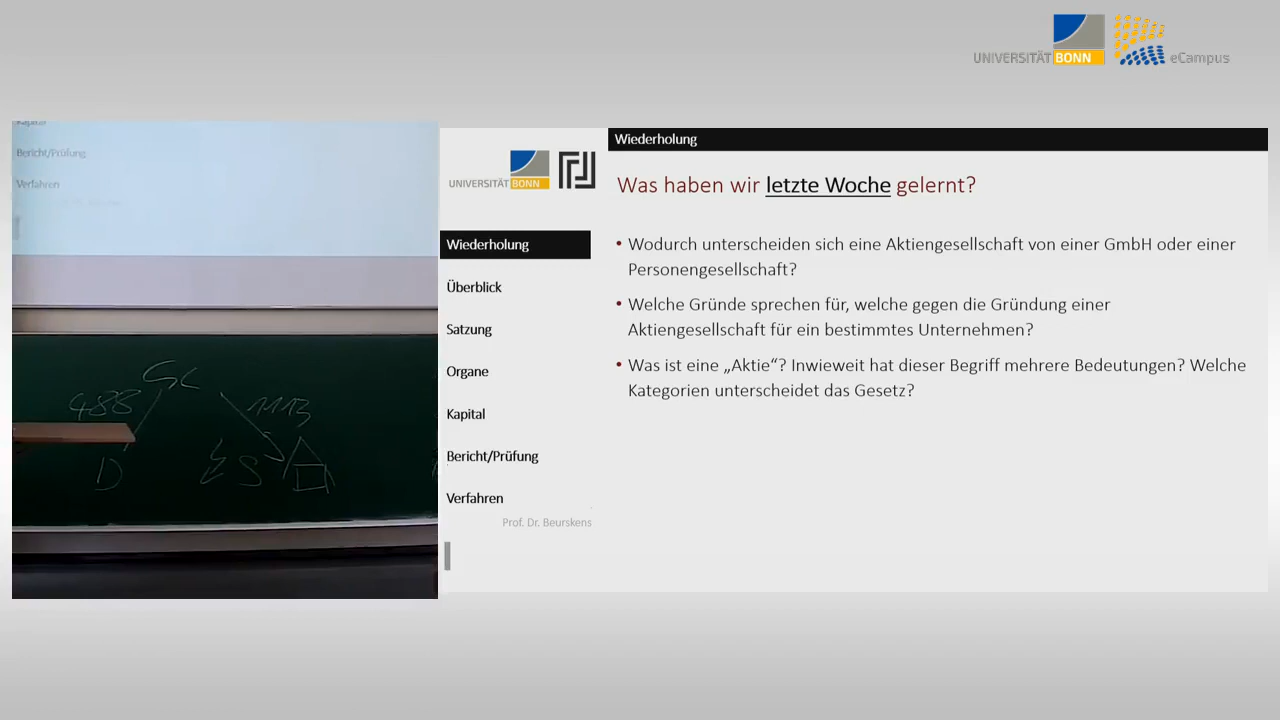 UNIVERSITÄT BONN
eCampus
Bericht/Prüfung
Verfahren
488
1113
D
S
UNIVERSITÄT BONN
Wiederholung
Überblick
Satzung
Organe
Kapital
Bericht/Prüfung
Verfahren
Prof. Dr. Beurskens
Wiederholung
Was haben wir letzte Woche gelernt?
• Wodurch unterscheiden sich eine Aktiengesellschaft von einer GmbH oder einer
Personengesellschaft?
• Welche Gründe sprechen für, welche gegen die Gründung einer
Aktiengesellschaft für ein bestimmtes Unternehmen?
• Was ist eine „Aktie“? Inwieweit hat dieser Begriff mehrere Bedeutungen? Welche
Kategorien unterscheidet das Gesetz?